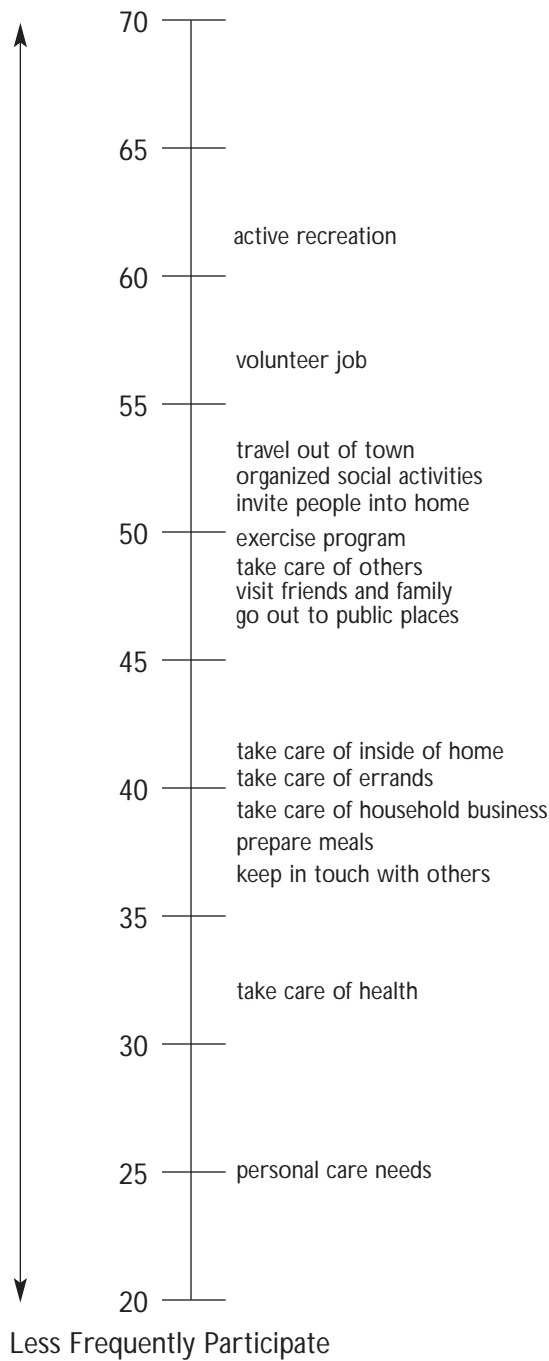 70
65
active recreation
60
volunteer job
55
travel out of town
organized social activities
invite people into home
50
exercise program
take care of others
visit friends and family
go out to public places
45
take care of inside of home
take care of errands
40
take care of household business
prepare meals
keep in touch with others
35
take care of health
30
25 personal care needs
20
Less Frequently Participate